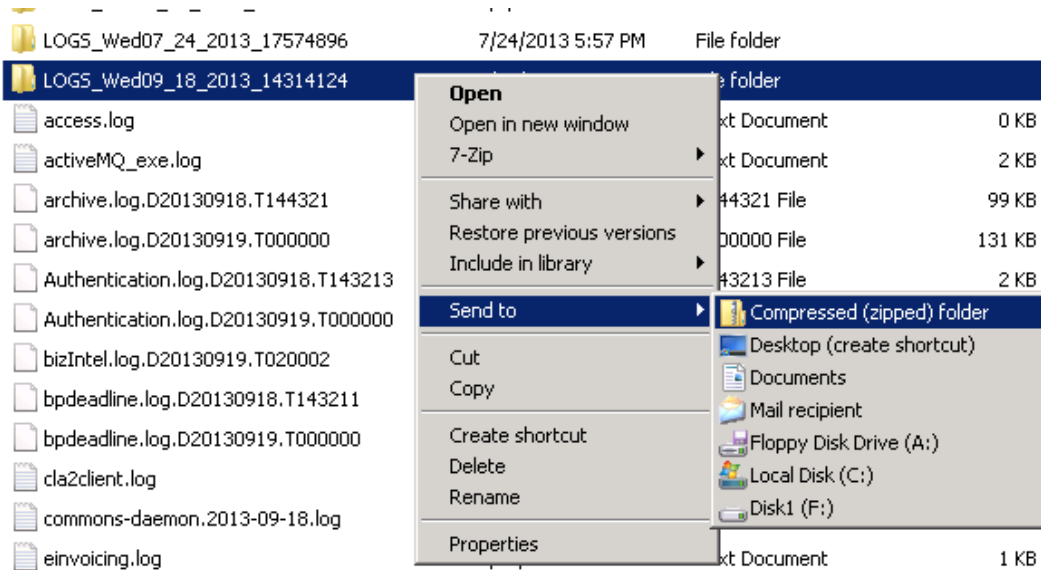 LOGS_Wed07_24_2013_17574896 7/24/2013 5:57 PM File folder
LOGS_Wed09_18_2013_14314124 folder
access.log Document 0 KB
activeMQ_exe.log Document 2 KB
archive.log.D20130918.T144321 44321 File 99 KB
archive.log.D20130919.T000000 00000 File 131 KB
Authentication.log.D20130918.T143213 43213 File 2 KB
Authentication.log.D20130919.T000000
bizIntel.log.D20130919.T020002
bpdeadline.log.D20130918.T143211
bpdeadline.log.D20130919.T000000
cla2client.log
commons-daemon.2013-09-18.log
einvoicing.log Document 1 KB
Open
Open in new window
7-Zip
Share with
Restore previous versions
Include in library
Send to
Cut
Copy
Create shortcut
Delete
Rename
Properties
Compressed (zipped) folder
Desktop (create shortcut)
Documents
Mail recipient
Floppy Disk Drive (A:)
Local Disk (C:)
Disk1 (F:)